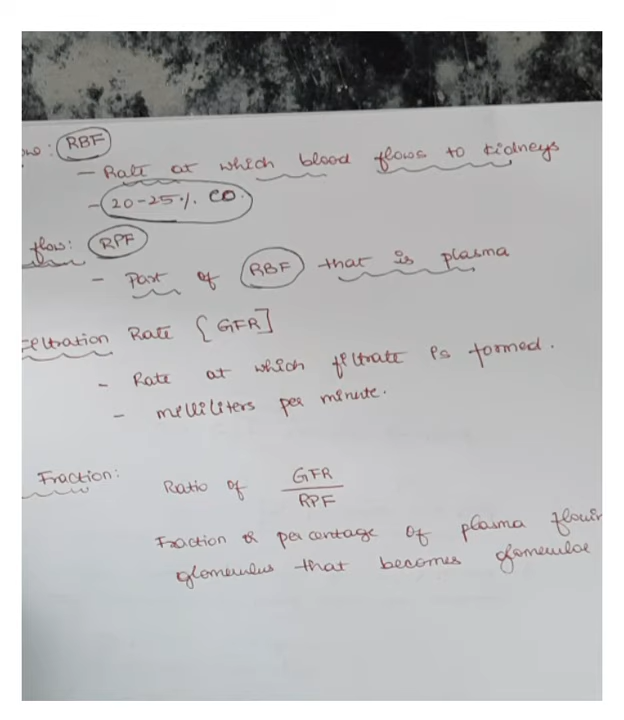 RBF
- Rate at which blood flows to kidneys
- 20-25% CO.
flow: RPF
- Part of RBF that is plasma
Filtration Rate {GFR]
- Rate at which filtrate is formed.
- milliliters per minute.
Fraction: Ratio of GFR
RPF
Fraction or percentage of plasma
glomerulus that becomes